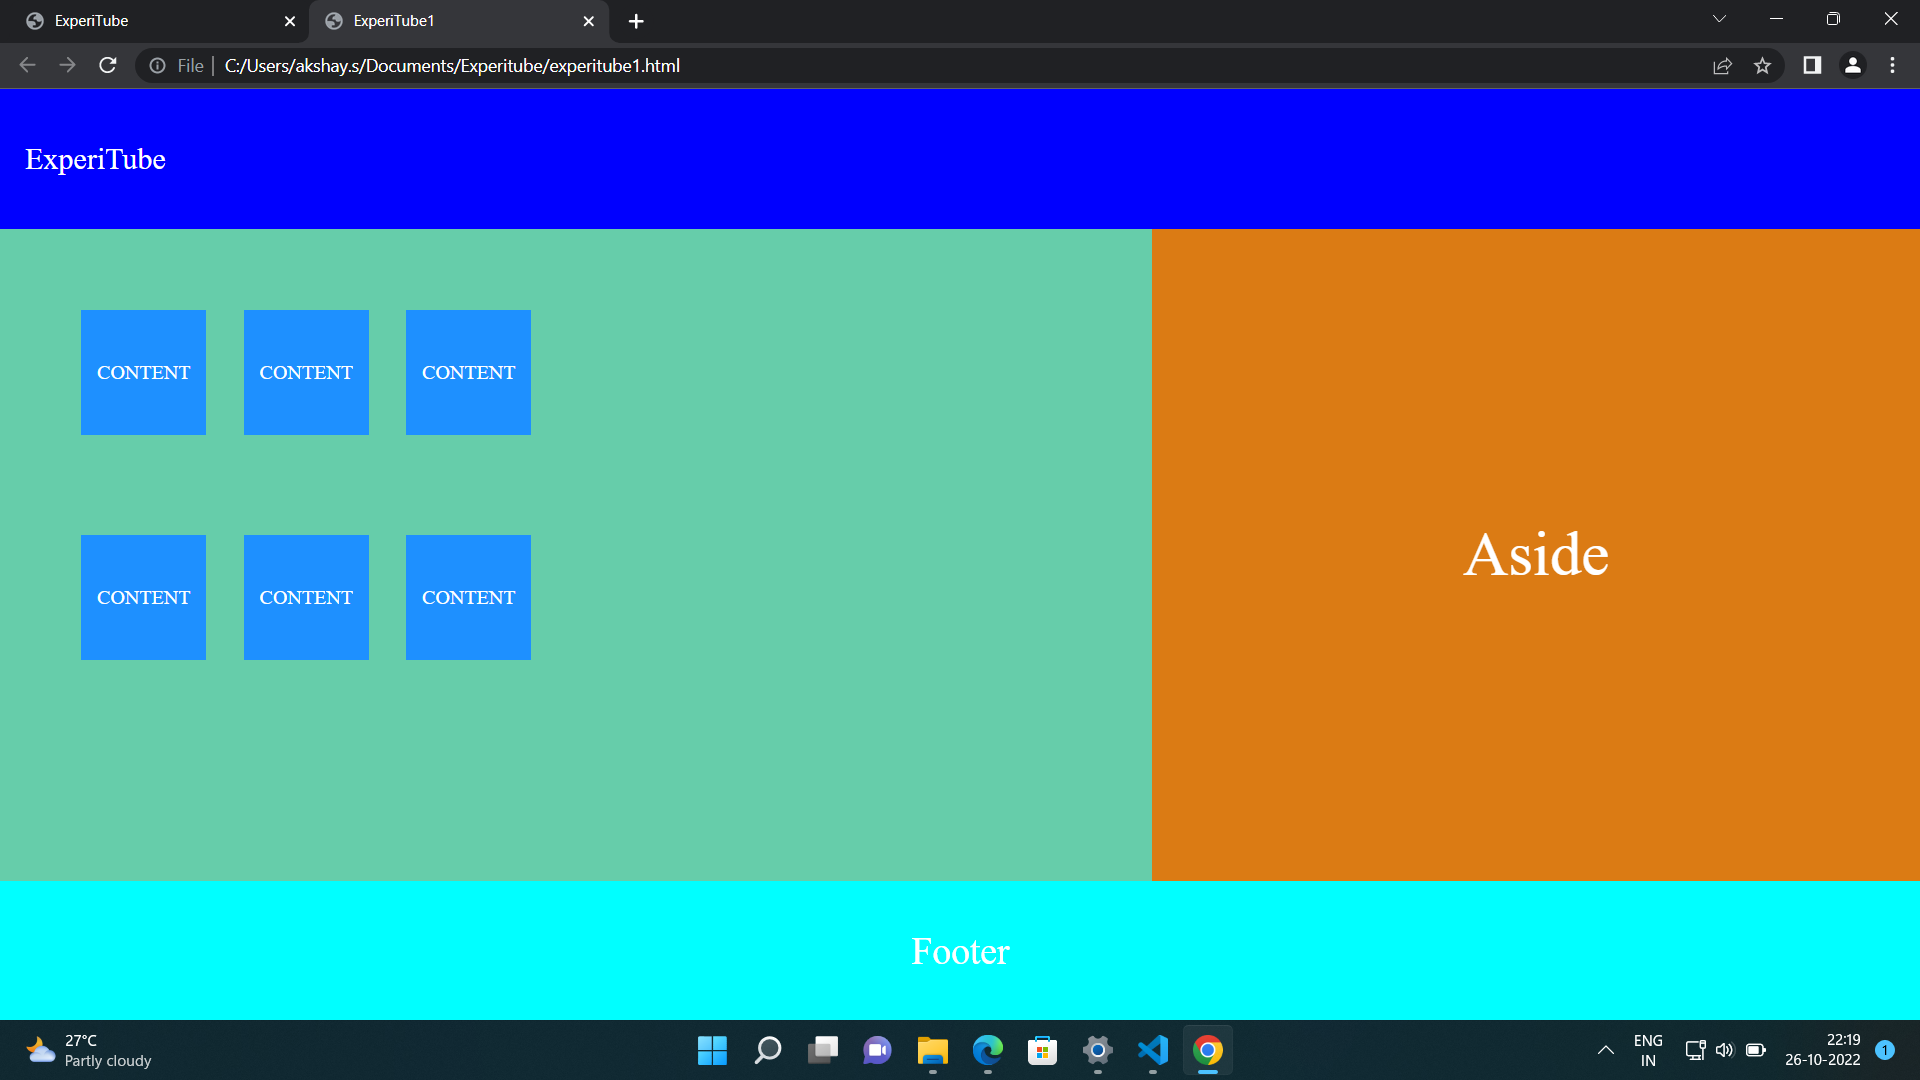 ExperiTube
ExperiTube1
File
C:/Users/akshay.s/Documents/Experitube/experitube1.html
ExperiTube
CONTENT CONTENT CONTENT
CONTENT CONTENT CONTENT
Aside
Footer
27°C
Partly cloudy
ENG
IN
22:19
26-10-2022
1